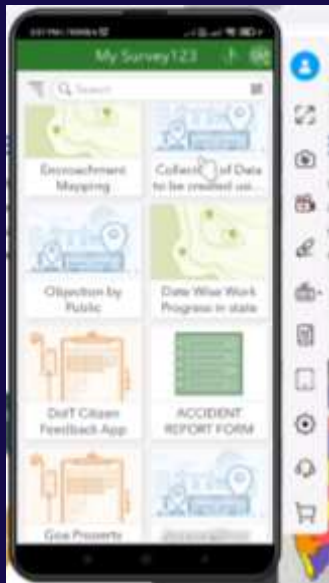 My Survey123
Search
Encroachment
Mapping
Collection of Data
to be created usi...
Objection by
Public
Date Wise Work
Progress in state
DoIT Citizen
Feedback App
ACCIDENT
REPORT FORM
Goa Property